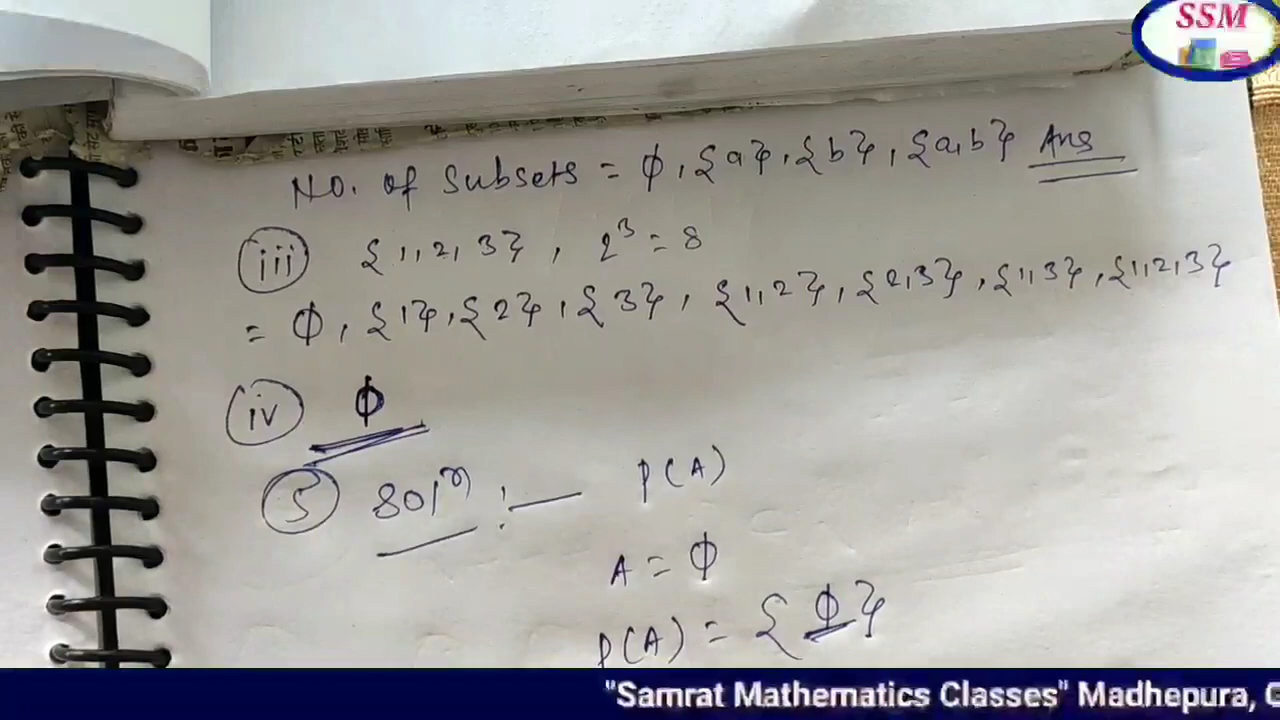 SSM
No. of Subsets = ϕ, {a}, {b}, {a,b} Ans
(iii) {1,2,3}, 2³ = 8
= ϕ, {1}, {2}, {3}, {1,2}, {2,3}, {1,3}, {1,2,3}
(iv) ϕ
(5) Solⁿ :— P(A)
A = ϕ
P(A) = {ϕ}
"Samrat Mathematics Classes" Madhepura, G